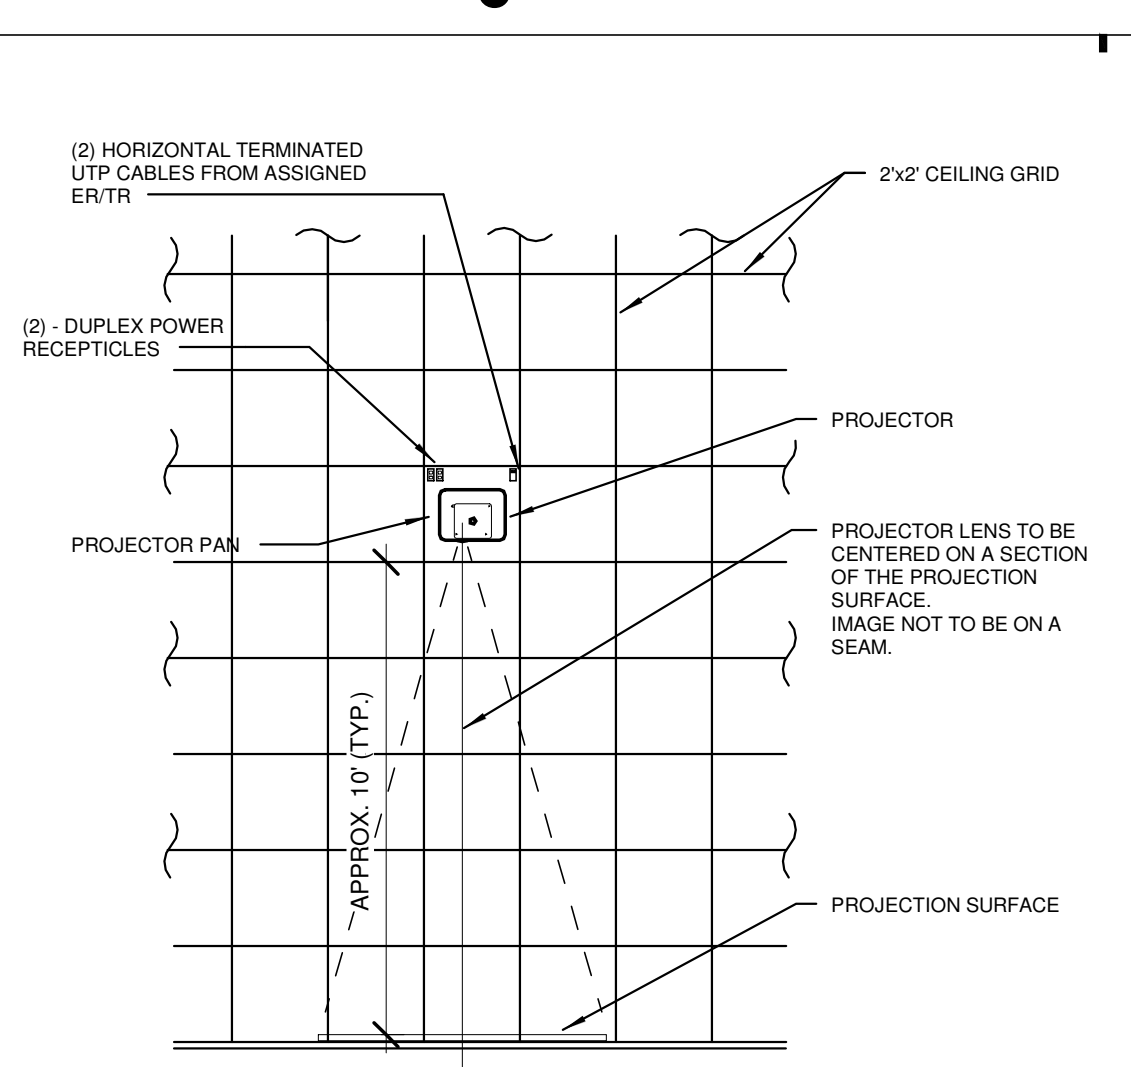 (2) HORIZONTAL TERMINATED
UTP CABLES FROM ASSIGNED
ER/TR
2'x2' CEILING GRID
(2) - DUPLEX POWER
RECEPTICLES
PROJECTOR
PROJECTOR PAN
PROJECTOR LENS TO BE
CENTERED ON A SECTION
OF THE PROJECTION
SURFACE.
IMAGE NOT TO BE ON A
SEAM.
APPROX. 10' (TYP.)
PROJECTION SURFACE